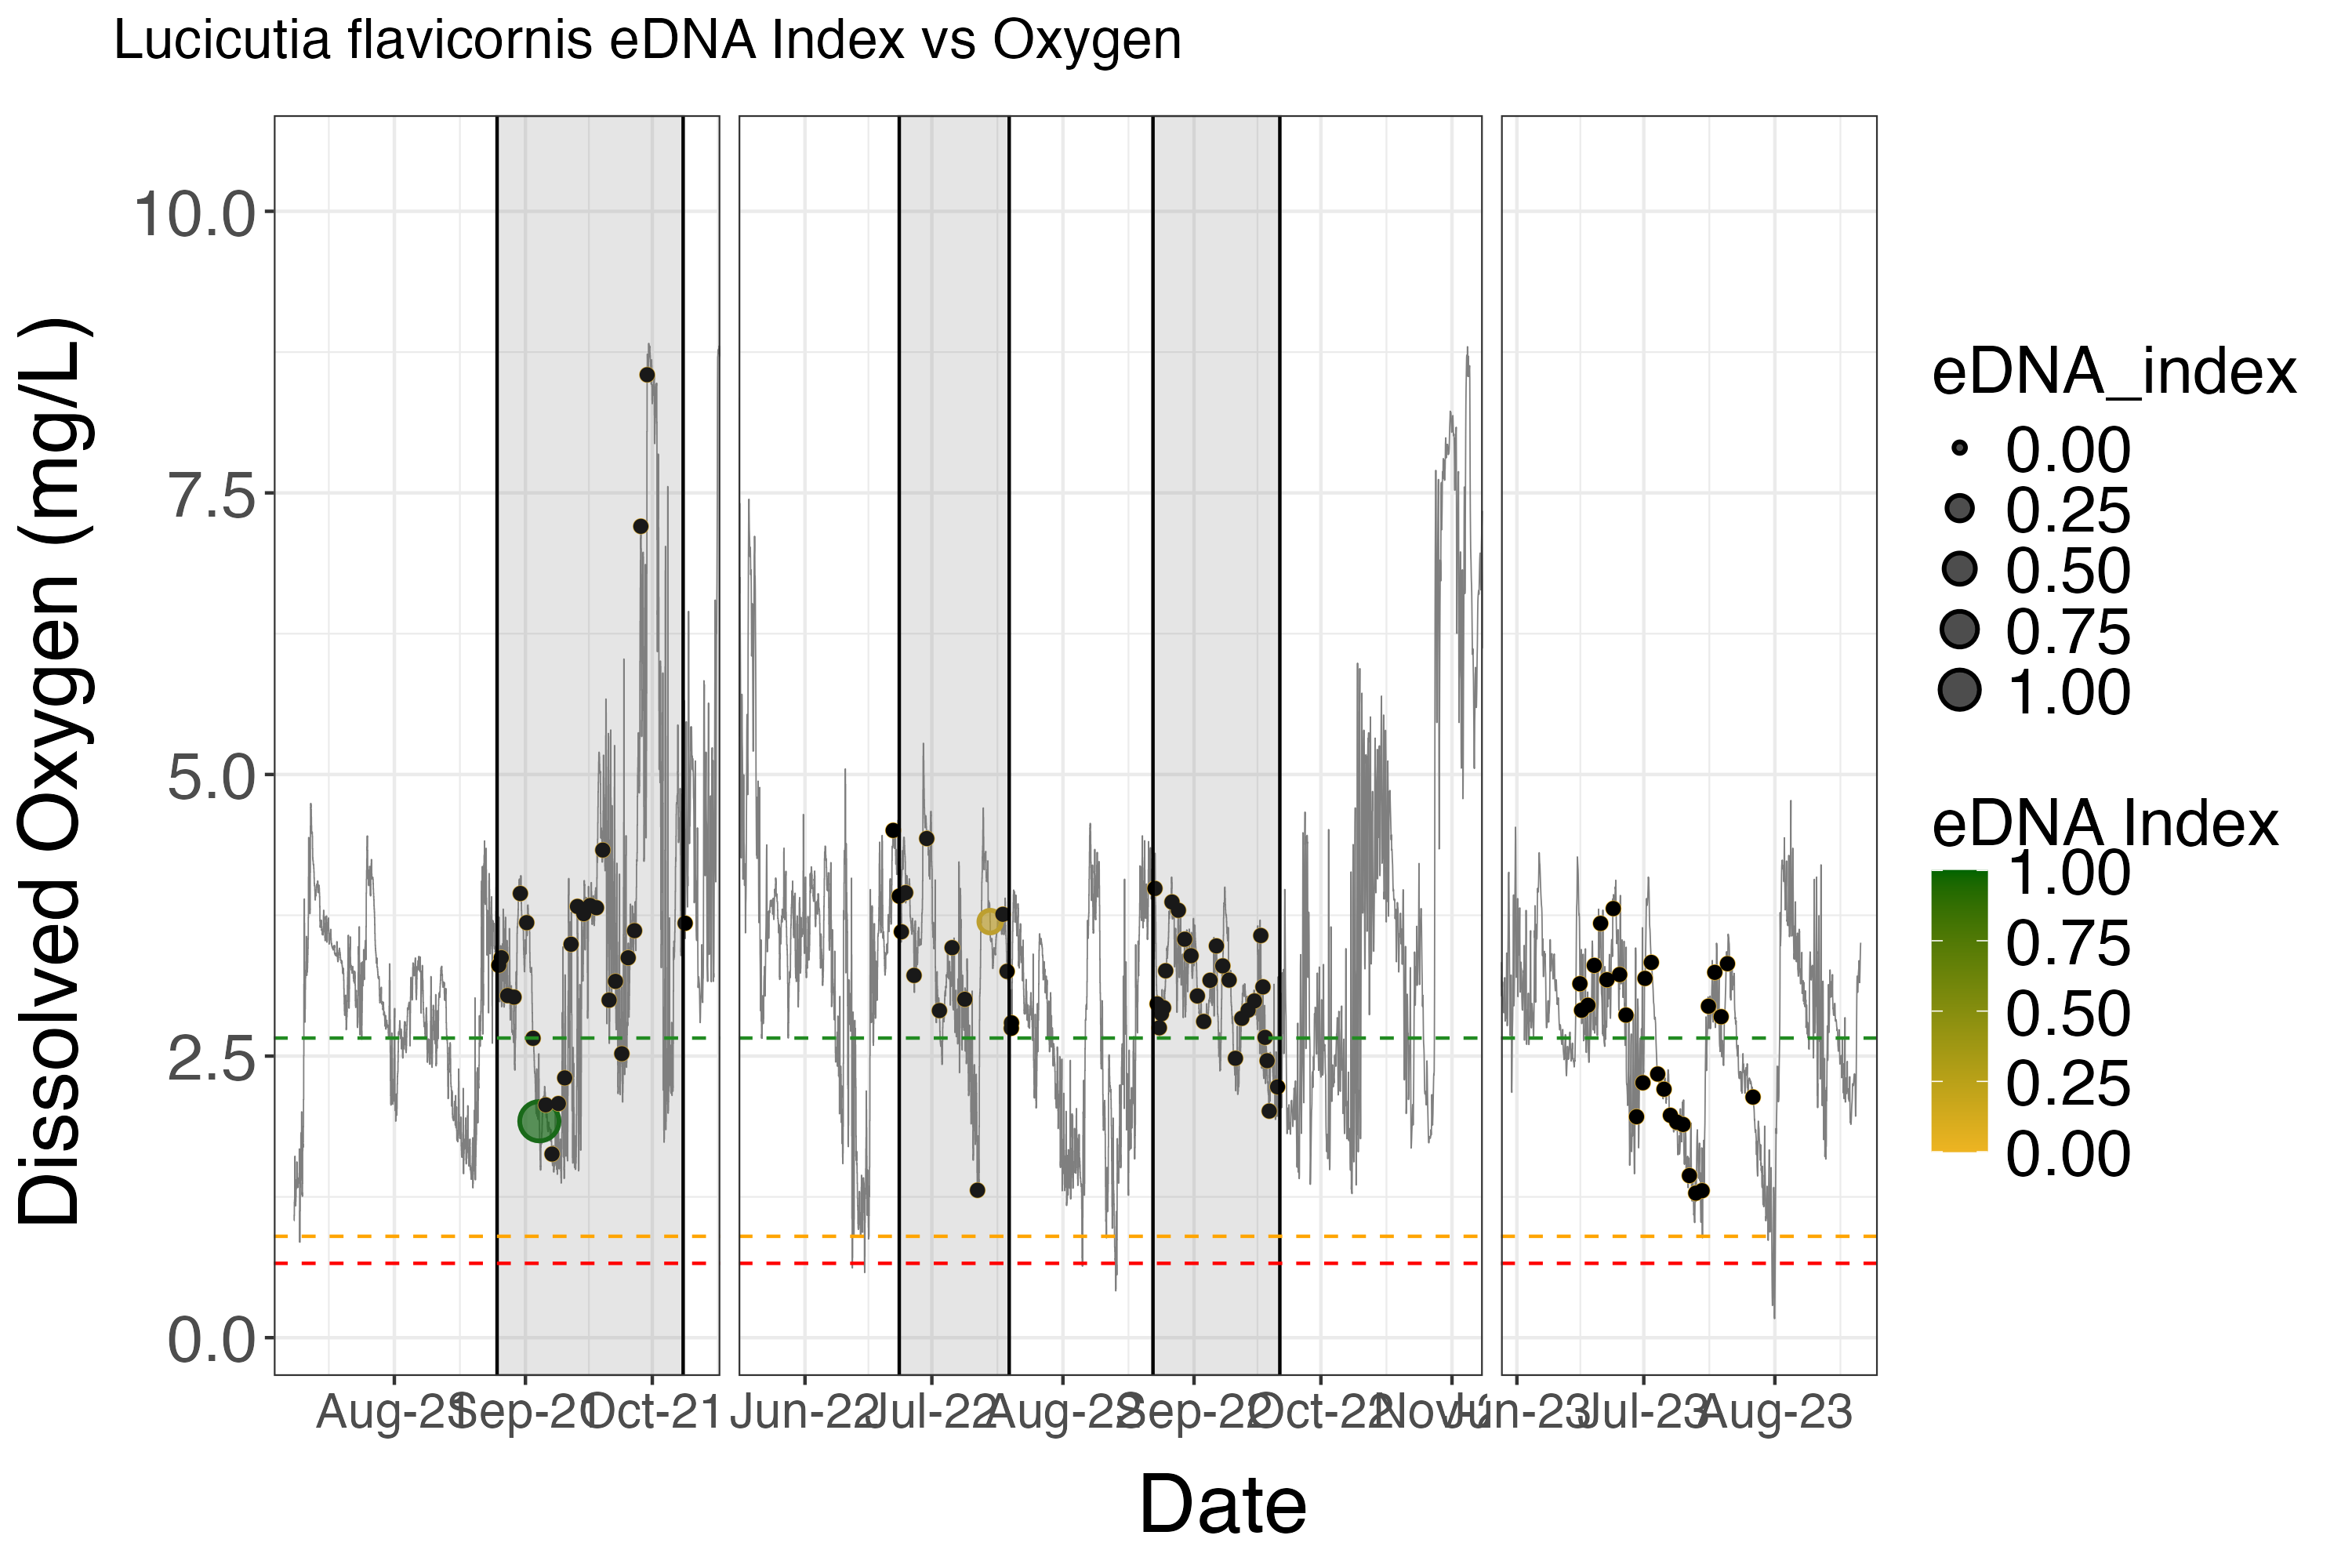 Lucicutia flavicornis eDNA Index vs Oxygen
Dissolved Oxygen (mg/L)
10.0
7.5
5.0
2.5
0.0
Aug-21
Sep-21
Oct-21
Jun-22
Jul-22
Aug-22
Sep-22
Oct-22
Nov-22
Jun-23
Jul-23
Aug-23
Date
eDNA_index
0.00
0.25
0.50
0.75
1.00
eDNA Index
1.00
0.75
0.50
0.25
0.00